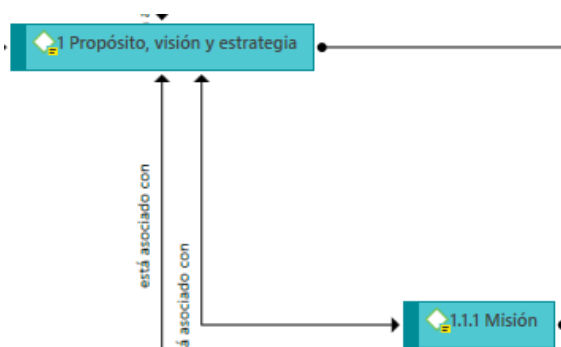 1 Propósito, visión y estrategia
está asociado con
á asociado con
1.1.1 Misión